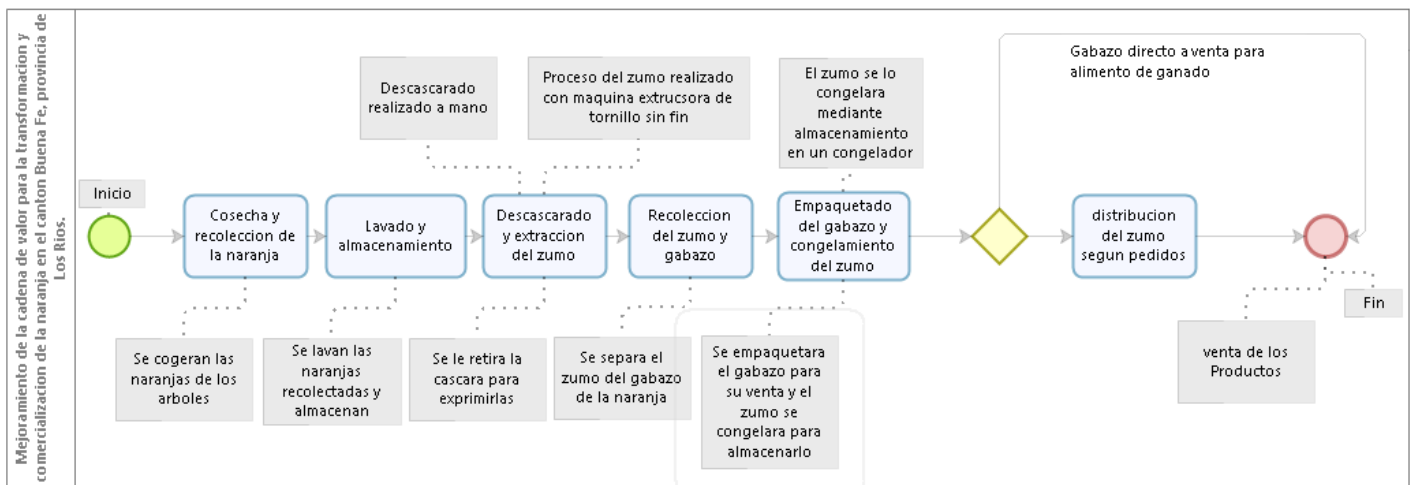 Mejoramiento de la cadena de valor para la transformacion y
comercializacion de la naranja en el canton Buena Fe, provincia de
Los Rios.
Inicio
Descascarado
realizado a mano
Proceso del zumo realizado
con maquina extrucsora de
tornillo sin fin
El zumo se lo
congelara
mediante
almacenamiento
en un congelador
Gabazo directo a venta para
alimento de ganado
Cosecha y
recoleccion de
la naranja
Lavado y
almacenamiento
Descascarado
y extraccion
del zumo
Recoleccion
del zumo y
gabazo
Empaquetado
del gabazo y
congelamiento
del zumo
distribucion
del zumo
segun pedidos
Fin
Se cogeran las
naranjas de los
arboles
Se lavan las
naranjas
recolectadas y
almacenan
Se le retira la
cascara para
exprimirlas
Se separa el
zumo del gabazo
de la naranja
Se empaquetara
el gabazo para
su venta y el
zumo se
congelara para
almacenarlo
venta de los
Productos